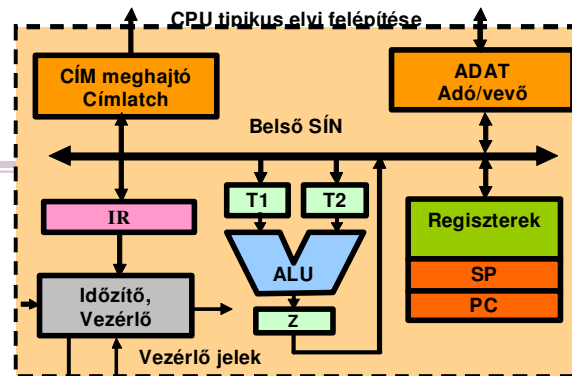 CPU tipikus elvi felépítése
CÍM meghajtó
Címlatch
ADAT
Adó/vevő
Belső SÍN
T1
T2
IR
Regiszterek
ALU
SP
Időzítő,
Vezérlő
Z
PC
Vezérlő jelek